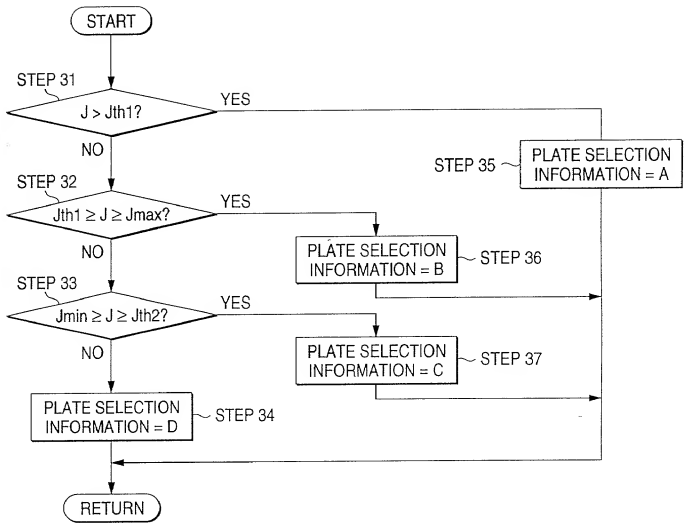 START
STEP 31
J > Jth1?
YES
NO
STEP 35
PLATE SELECTION
INFORMATION = A
STEP 32
Jth1 ≥ J ≥ Jmax?
YES
NO
PLATE SELECTION
INFORMATION = B
STEP 36
STEP 33
Jmin ≥ J ≥ Jth2?
YES
NO
PLATE SELECTION
INFORMATION = C
STEP 37
PLATE SELECTION
INFORMATION = D
STEP 34
RETURN